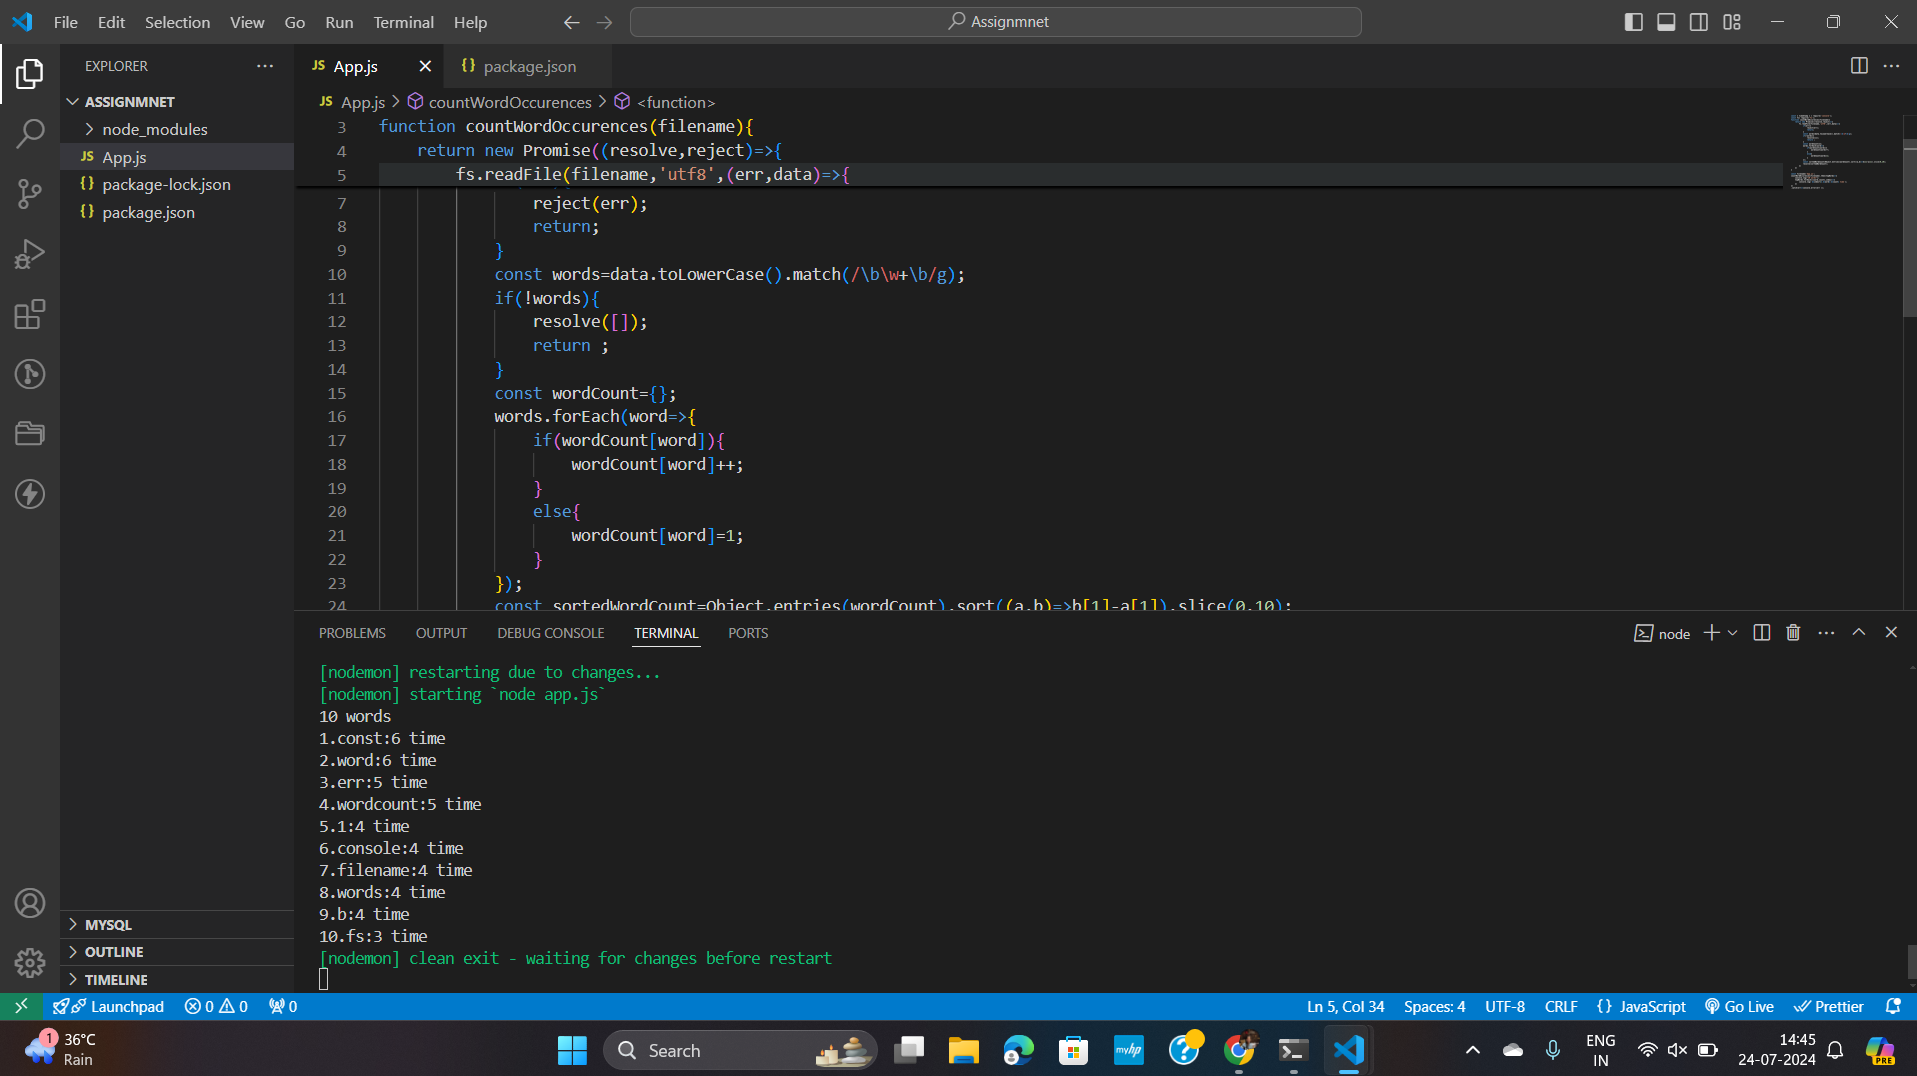 File Edit Selection View Go Run Terminal Help
Assignmnet
EXPLORER
ASSIGNMNET
node_modules
JS App.js
{} package-lock.json
{} package.json
MYSQL
OUTLINE
TIMELINE
JS App.js
{} package.json
JS App.js > countWordOccurences > <function>
3 function countWordOccurences(filename){
4 return new Promise((resolve,reject)=>{
5 fs.readFile(filename,'utf8',(err,data)=>{
7 reject(err);
8 return;
9 }
10 const words=data.toLowerCase().match(/\b\w+\b/g);
11 if(!words){
12 resolve([]);
13 return ;
14 }
15 const wordCount={};
16 words.forEach(word=>{
17 if(wordCount[word]){
18 wordCount[word]++;
19 }
20 else{
21 wordCount[word]=1;
22 }
23 });
24 const sortedWordCount=Object.entries(wordCount).sort((a,b)=>b[1]-a[1]).slice(0,10);
PROBLEMS OUTPUT DEBUG CONSOLE TERMINAL PORTS
node
[nodemon] restarting due to changes...
[nodemon] starting `node app.js`
10 words
1.const:6 time
2.word:6 time
3.err:5 time
4.wordcount:5 time
5.1:4 time
6.console:4 time
7.filename:4 time
8.words:4 time
9.b:4 time
10.fs:3 time
[nodemon] clean exit - waiting for changes before restart
Launchpad 0 0 0
Ln 5, Col 34 Spaces: 4 UTF-8 CRLF {} JavaScript Go Live Prettier
1
36°C
Rain
Search
myhp
ENG
IN
14:45
24-07-2024
PRE